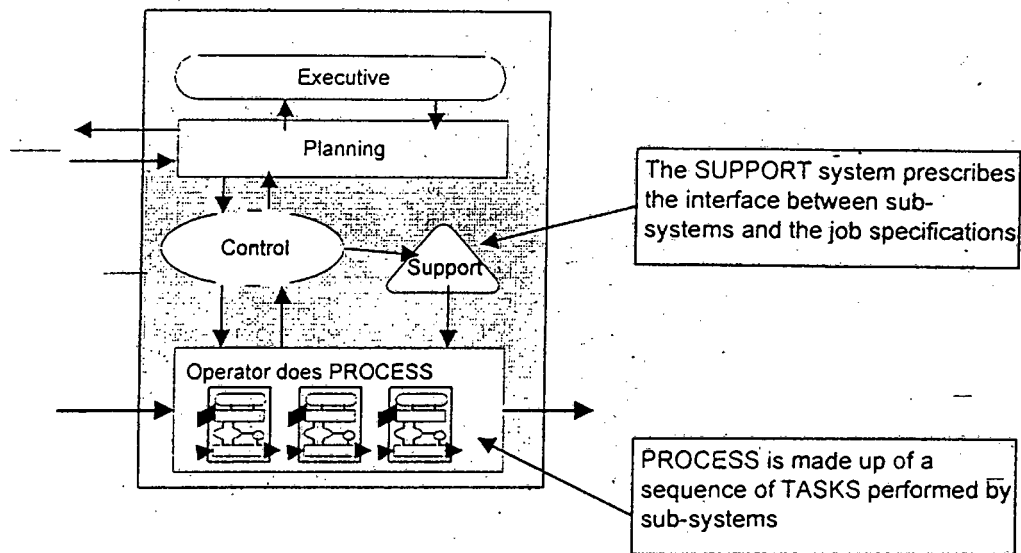 Executive
Planning
Control
Support
Operator does PROCESS
The SUPPORT system prescribes
the interface between sub-
systems and the job specifications
PROCESS is made up of a
sequence of TASKS performed by
sub-systems